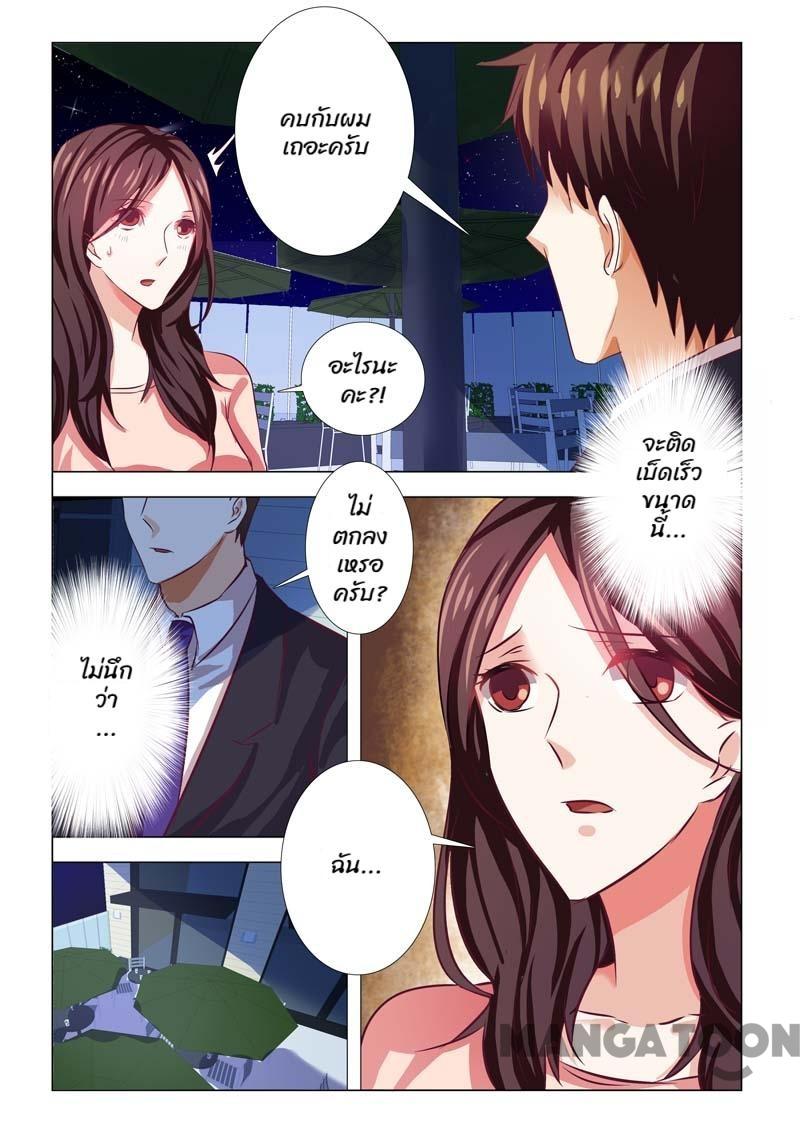 คบกับผม
เถอะครับ
อะไรนะ
คะ?!
ไม่
ตกลง
เหรอ
ครับ?
ไม่นึก
ว่า
...
จะติด
เบ็ดเร็ว
ขนาด
นี้...
ฉัน...
MANGATOON